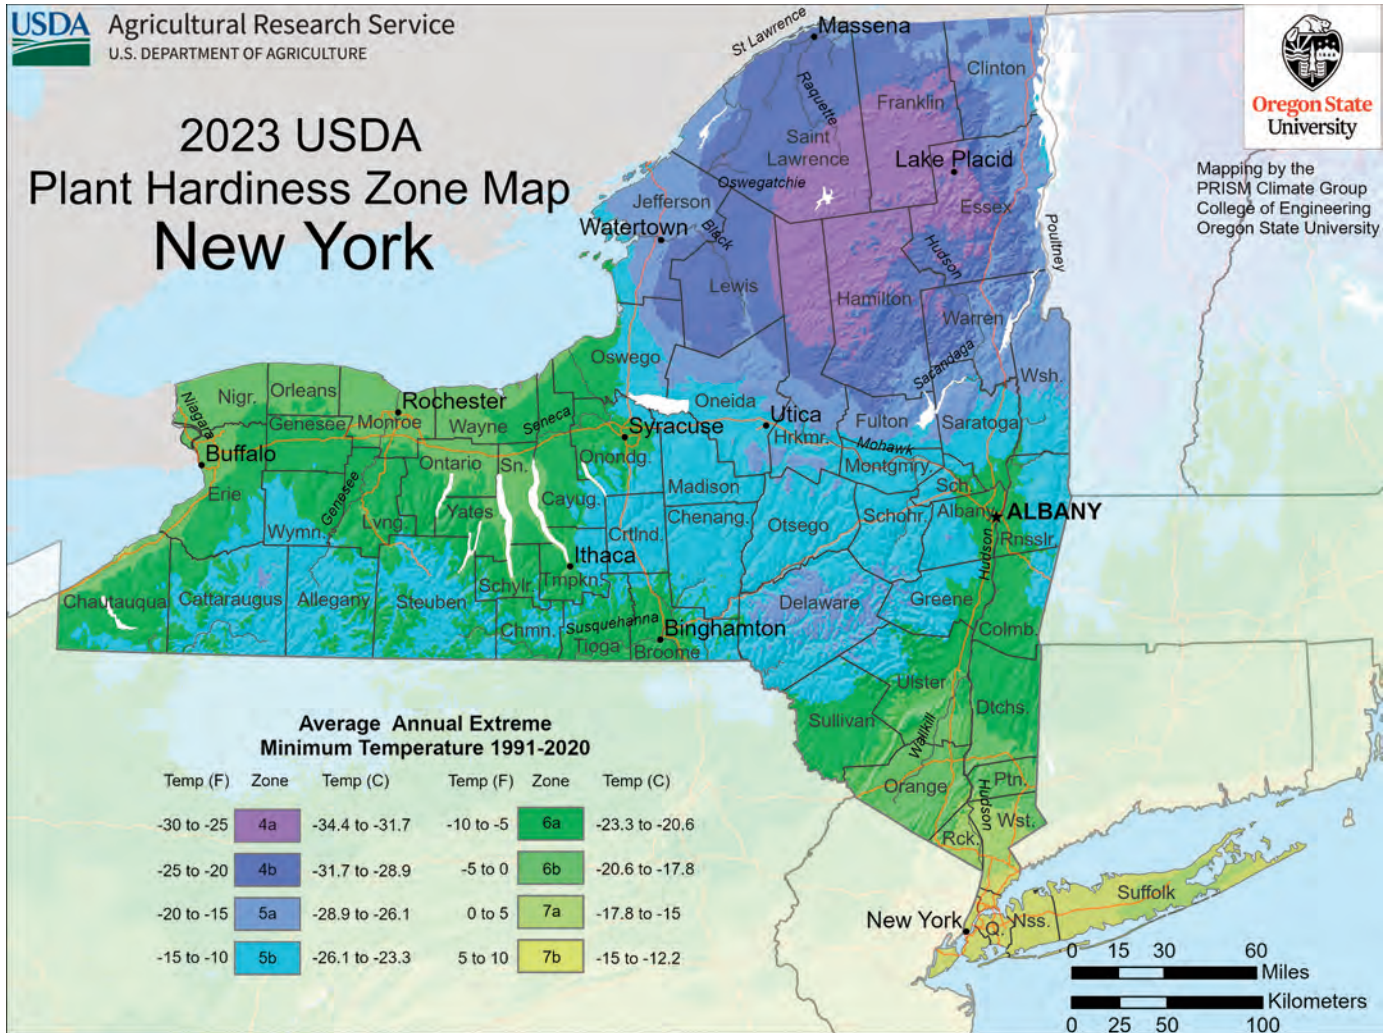 USDA
Agricultural Research Service
U.S. DEPARTMENT OF AGRICULTURE
2023 USDA
Plant Hardiness Zone Map
New York
Oregon State
University
Mapping by the
PRISM Climate Group
College of Engineering
Oregon State University
St Lawrence
Massena
Clinton
Raquette
Franklin
Saint
Lawrence
Lake Placid
Oswegatchie
Essex
Jefferson
Watertown
Black
Hudson
Poultney
Lewis
Hamilton
Warren
Oswego
Sacandaga
Wsh.
Niagara
Nigr.
Orleans
Rochester
Oneida
Utica
Fulton
Saratoga
Genesee
Monroe
Wayne
Seneca
Syracuse
Hrkmr.
Mohawk
Buffalo
Ontario
Sn.
Onondg.
Montgmry.
Erie
Genesee
Yates
Cayug.
Madison
Sch.
Wymn.
Lvng.
Crtlnd.
Chenang.
Otsego
Schohr.
Albany
ALBANY
Rnsslr.
Ithaca
Hudson
Chautauqua
Cattaraugus
Allegany
Steuben
Schylr.
Tmpkn.
Delaware
Greene
Chmn.
Susquehanna
Tioga
Binghamton
Broome
Colmb.
Ulster
Sullivan
Wallkill
Dtchs.
Orange
Hudson
Ptn.
Wst.
Rck.
New York
Q.
Nss.
Suffolk
Average Annual Extreme
Minimum Temperature 1991-2020
Temp (F) Zone Temp (C) Temp (F) Zone Temp (C)
-30 to -25 4a -34.4 to -31.7 -10 to -5 6a -23.3 to -20.6
-25 to -20 4b -31.7 to -28.9 -5 to 0 6b -20.6 to -17.8
-20 to -15 5a -28.9 to -26.1 0 to 5 7a -17.8 to -15
-15 to -10 5b -26.1 to -23.3 5 to 10 7b -15 to -12.2
0 15 30 60
Miles
Kilometers
0 25 50 100